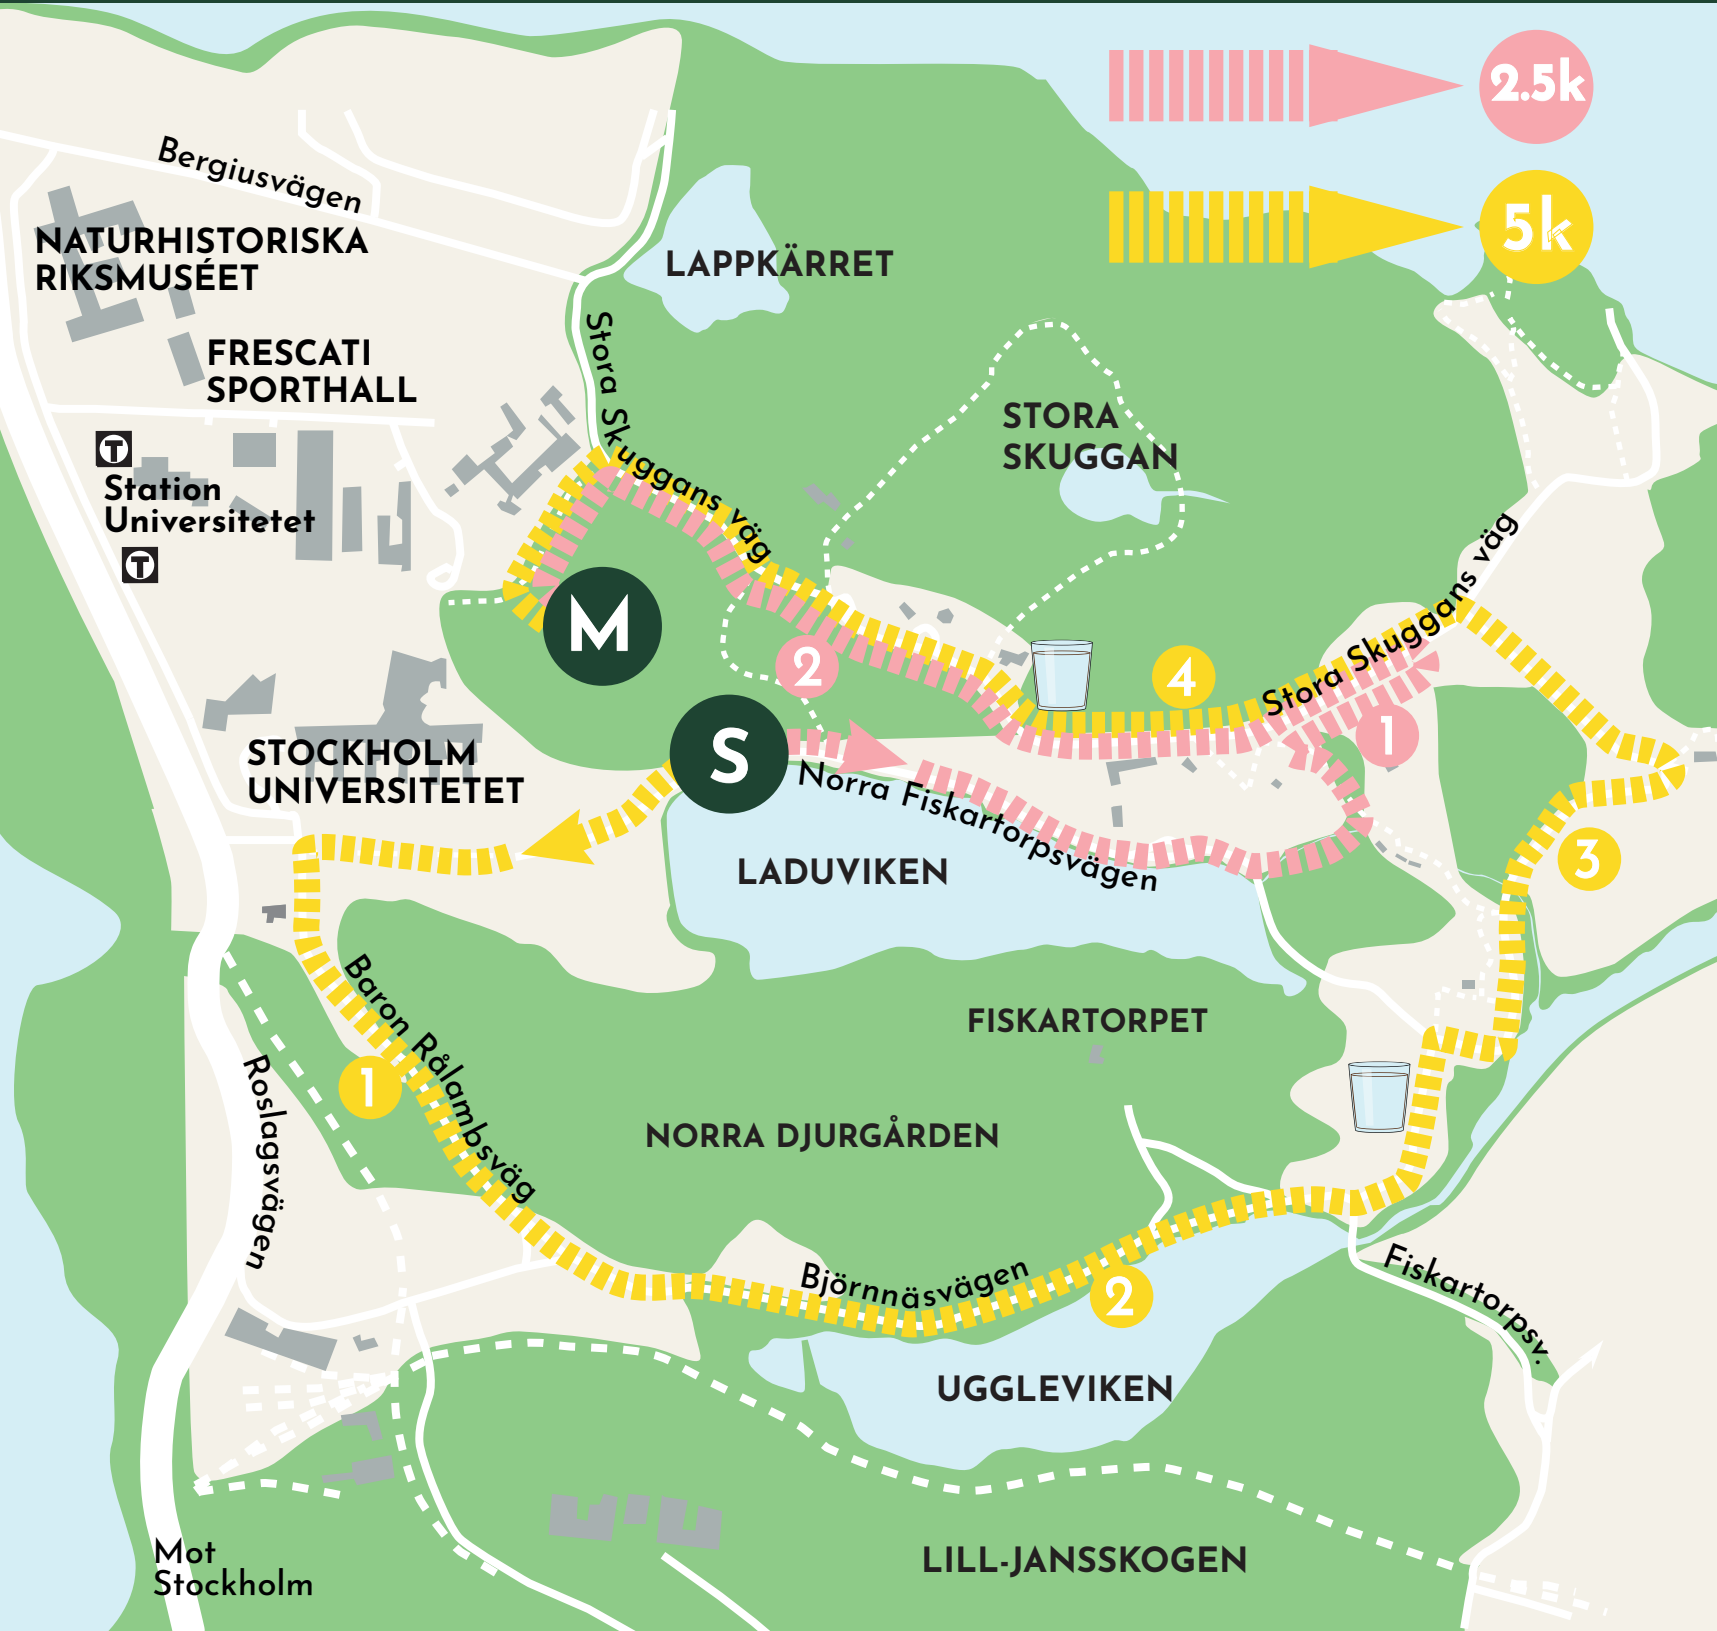 2.5k
5k
Bergiusvägen
NATURHISTORISKA
RIKSMUSÉET
LAPPKÄRRET
FRESCATI
SPORTHALL
Stora Skuggans väg
STORA
SKUGGAN
T
Station
Universitetet
T
Stora Skuggans väg
M
2
4
1
S
STOCKHOLM
UNIVERSITETET
Norra Fiskartorpsvägen
LADUVIKEN
3
Baron Rålambsväg
FISKARTORPET
1
Roslagsvägen
NORRA DJURGÅRDEN
Björnnäsvägen
2
Fiskartorpsv.
UGGLEVIKEN
Mot
Stockholm
LILL-JANSSKOGEN